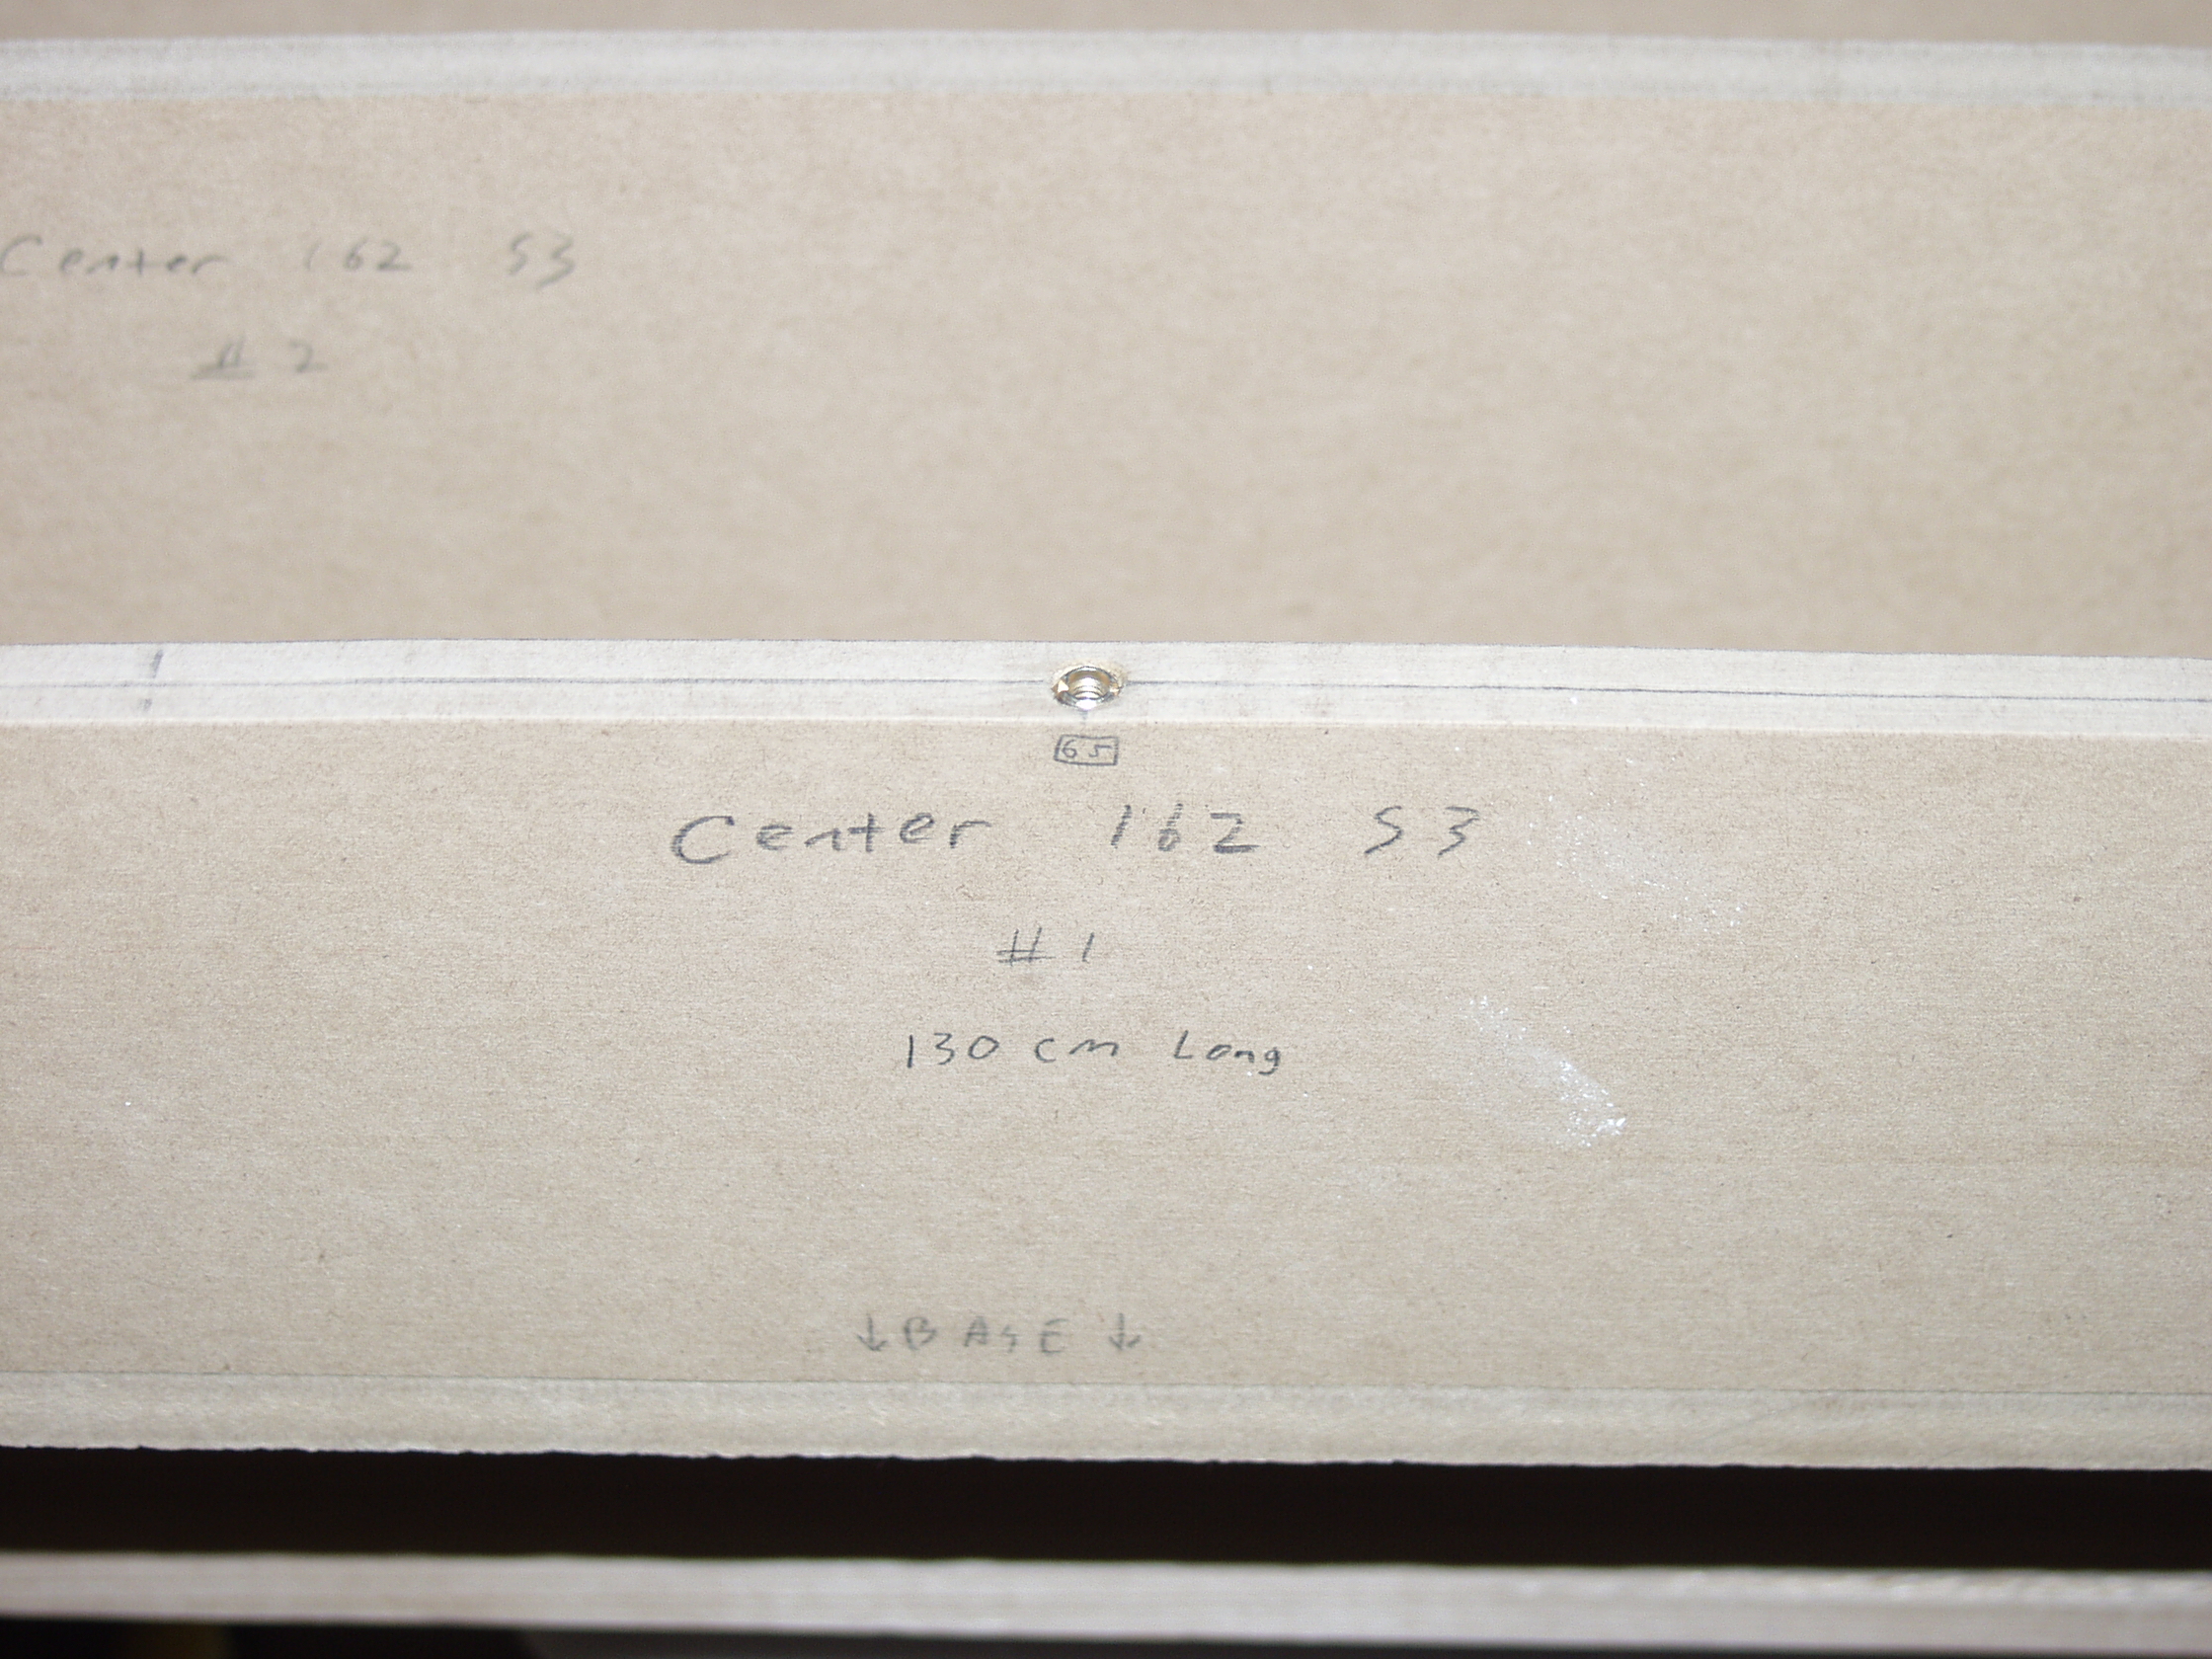 Center 162 S3
# 2
65
Center 162 S3
# 1
130 cm Long
↓ BASE ↓